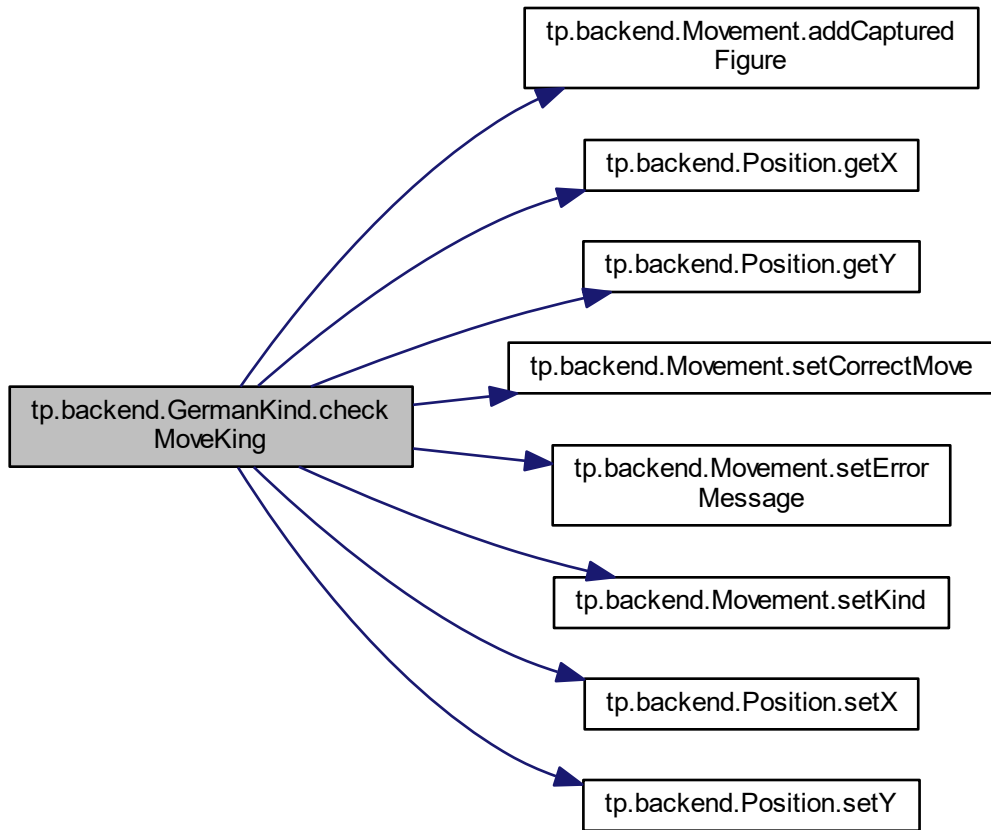 tp.backend.Movement.addCaptured
Figure
tp.backend.Position.getX
tp.backend.Position.getY
tp.backend.Movement.setCorrectMove
tp.backend.GermanKind.check
MoveKing
tp.backend.Movement.setError
Message
tp.backend.Movement.setKind
tp.backend.Position.setX
tp.backend.Position.setY